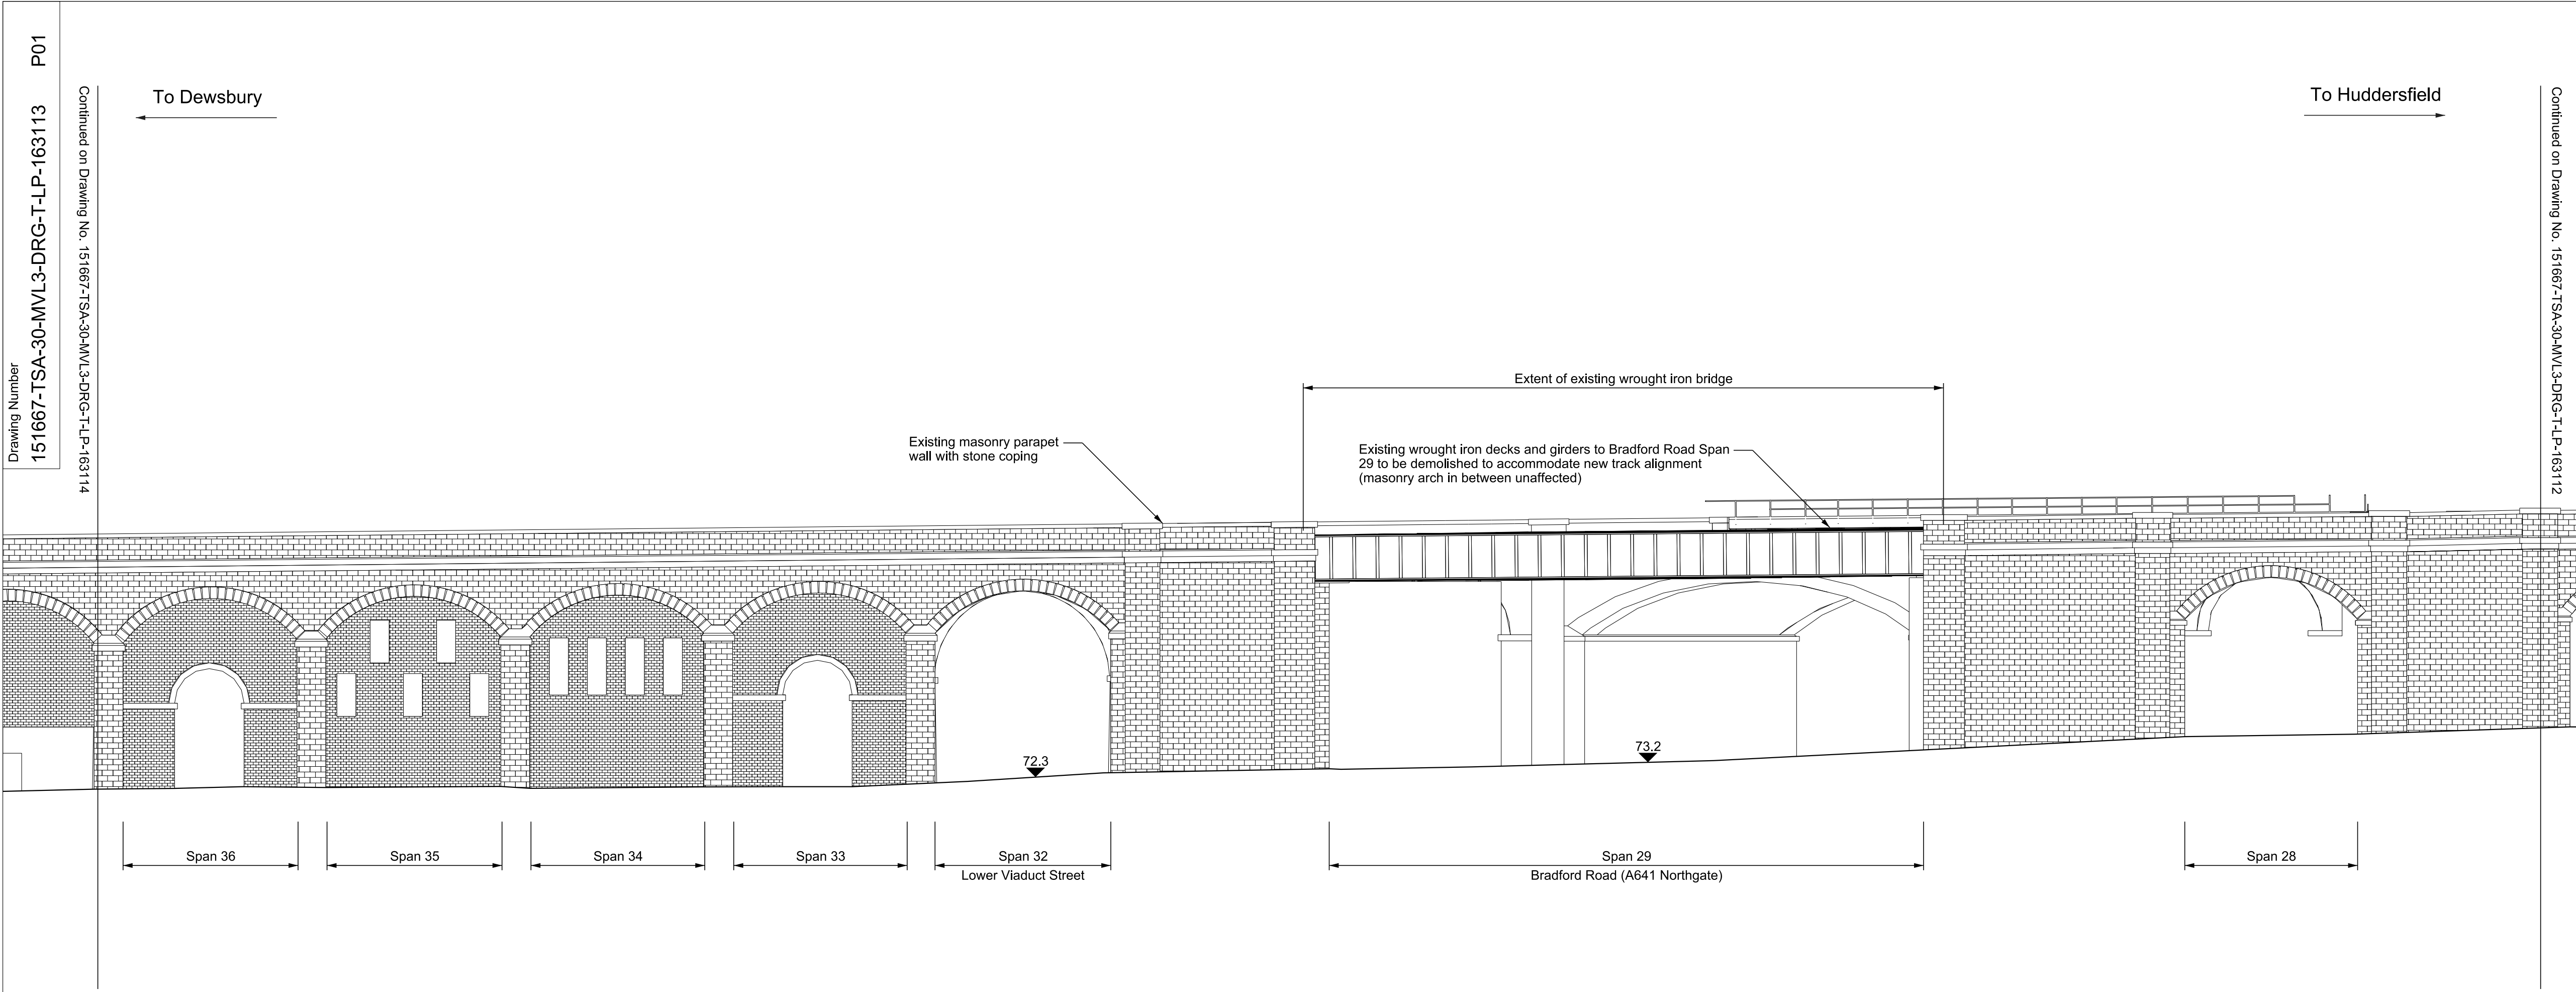 Drawing Number
151667-TSA-30-MVL3-DRG-T-LP-163113 P01
Continued on Drawing No. 151667-TSA-30-MVL3-DRG-T-LP-163114
To Dewsbury
To Huddersfield
Continued on Drawing No. 151667-TSA-30-MVL3-DRG-T-LP-163112
Extent of existing wrought iron bridge
Existing masonry parapet
wall with stone coping
Existing wrought iron decks and girders to Bradford Road Span
29 to be demolished to accommodate new track alignment
(masonry arch in between unaffected)
72.3
73.2
Span 36
Span 35
Span 34
Span 33
Span 32
Lower Viaduct Street
Span 29
Bradford Road (A641 Northgate)
Span 28